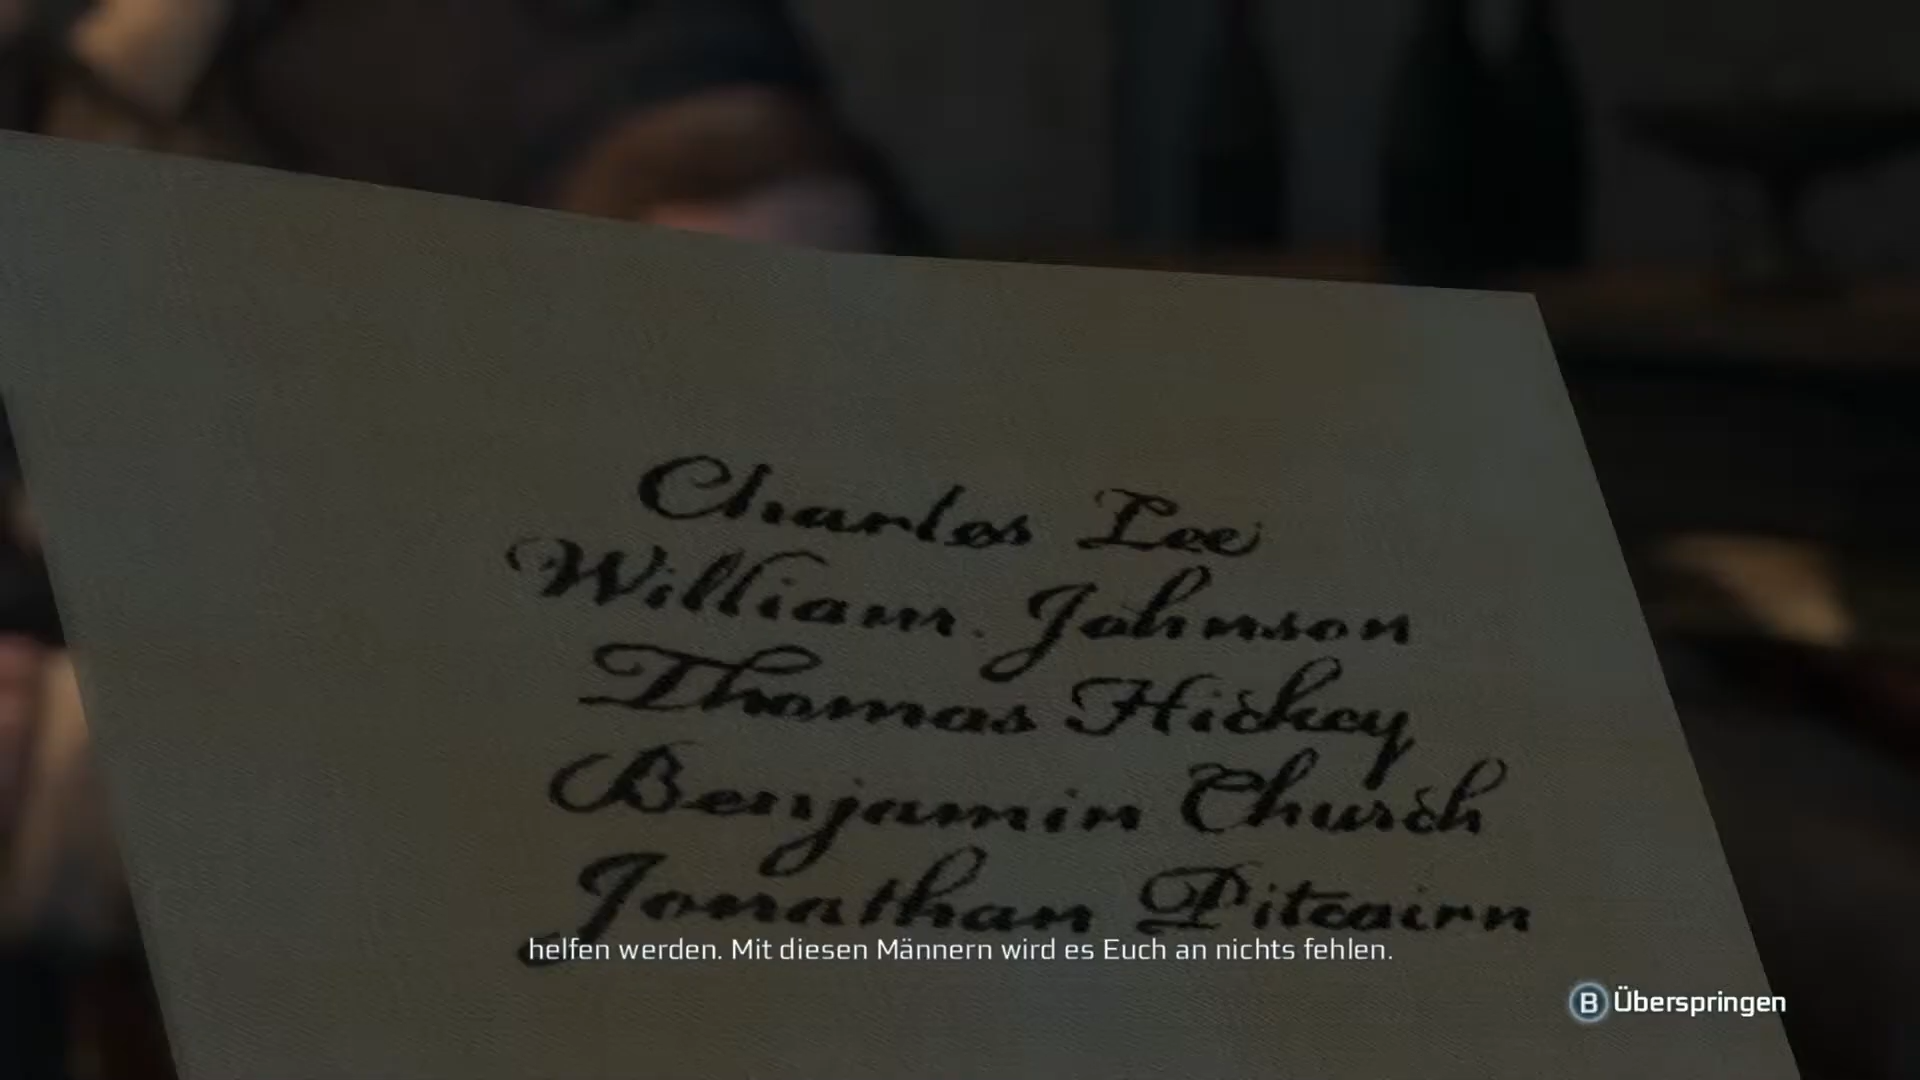 Charles Lee
William Johnson
Thomas Hickey
Benjamin Church
Jonathan Pitcairn
helfen werden. Mit diesen Männern wird es Euch an nichts fehlen.
B Überspringen